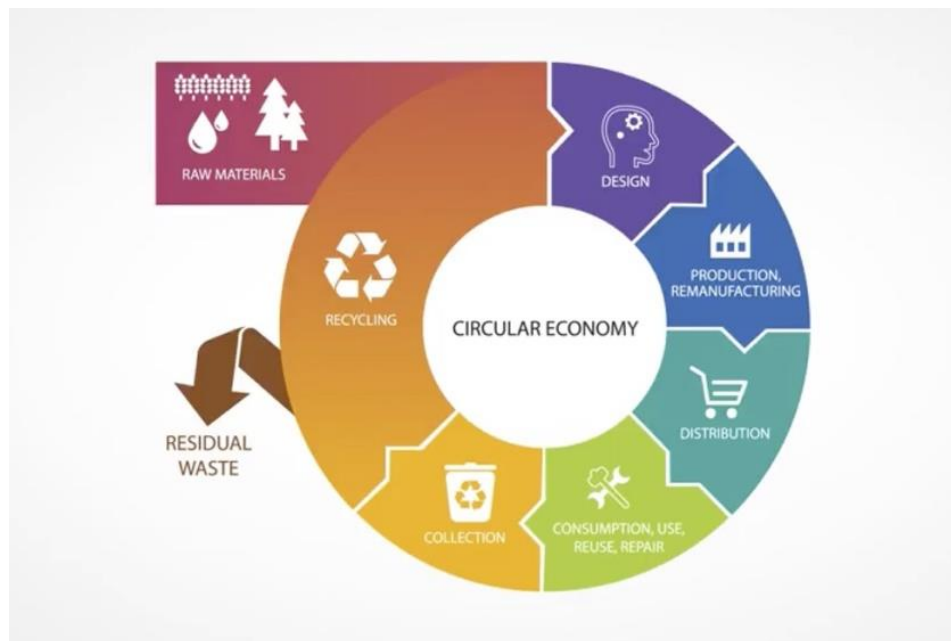 RAW MATERIALS
DESIGN
PRODUCTION,
REMANUFACTURING
RECYCLING
CIRCULAR ECONOMY
DISTRIBUTION
RESIDUAL
WASTE
COLLECTION
CONSUMPTION, USE,
REUSE, REPAIR